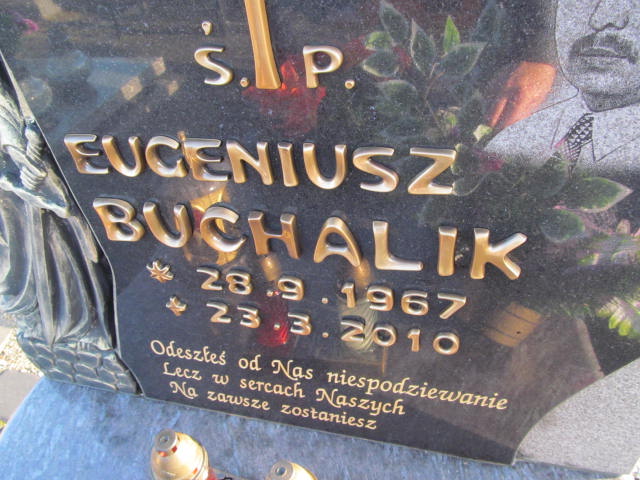 Ś.P.
EUGENIUSZ
BUCHALIK
* 28.9.1967
* 23.3.2010
Odeszłeś od Nas niespodziewanie
Lecz w sercach Naszych
Na zawsze zostaniesz